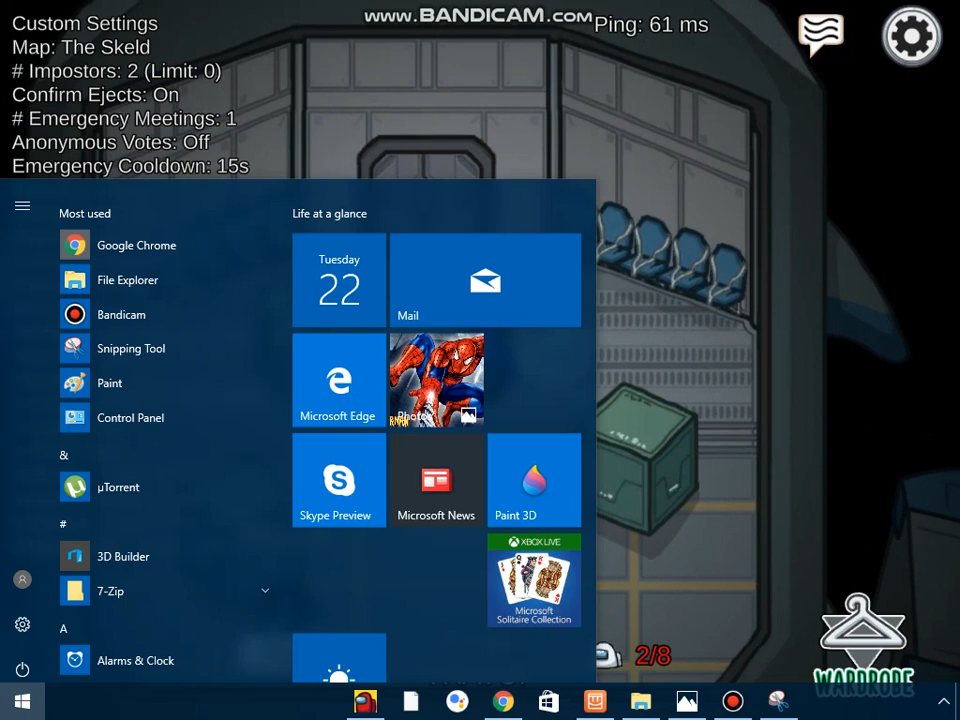 www.BANDICAM.com
Custom Settings
Ping: 61 ms
Map: The Skeld
# Impostors: 2 (Limit: 0)
Confirm Ejects: On
# Emergency Meetings: 1
Anonymous Votes: Off
Emergency Cooldown: 15s
Most used
Google Chrome
File Explorer
Bandicam
Snipping Tool
Paint
Control Panel
&
µTorrent
#
3D Builder
7-Zip
A
Alarms & Clock
Life at a glance
Tuesday
22
Mail
Microsoft Edge
Photos
Skype Preview
Microsoft News
Paint 3D
XBOX LIVE
Microsoft
Solitaire Collection
2/8
WARDROBE